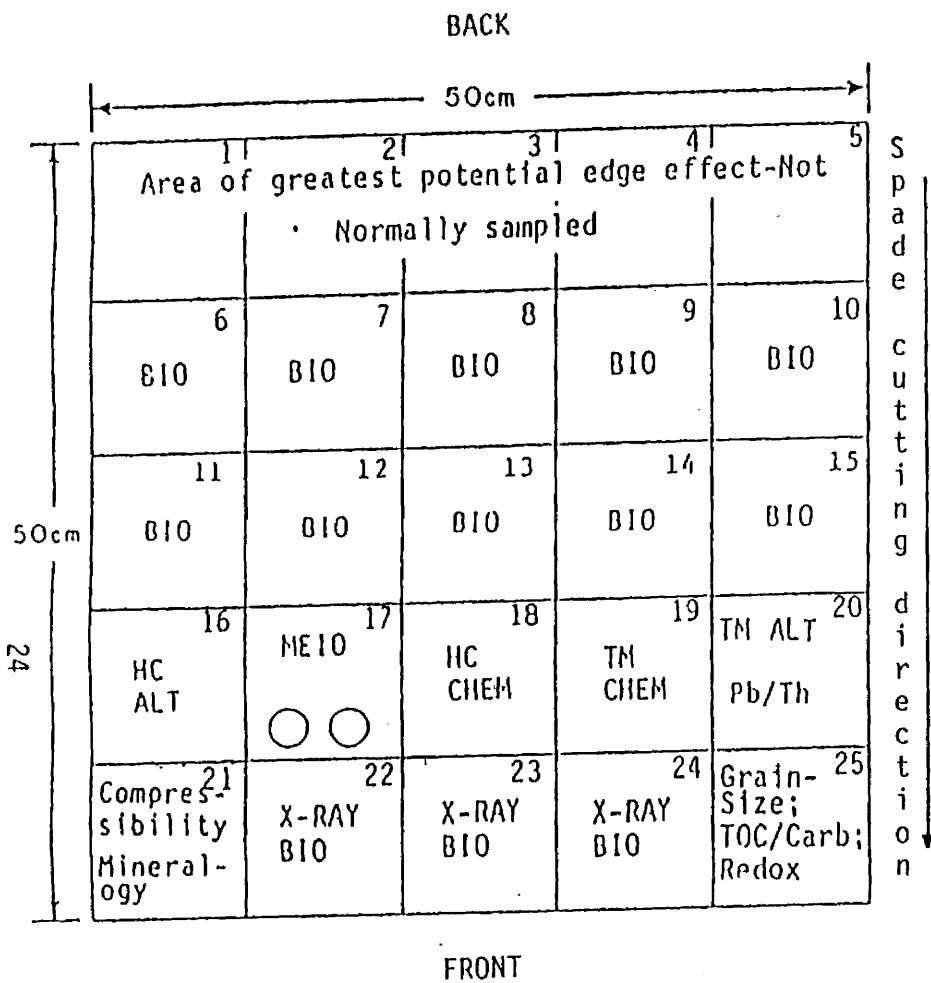 BACK
50cm
1 2 3 4 5
Area of greatest potential edge effect-Not
Normally sampled
6 7 8 9 10
BIO BIO BIO BIO BIO
11 12 13 14 15
BIO BIO BIO BIO BIO
50cm
16
HC
ALT
17
MEIO
18
HC
CHEM
19
TM
CHEM
20
TM ALT
Pb/Th
21
Compres-
sibility
Mineral-
ogy
22
X-RAY
BIO
23
X-RAY
BIO
24
X-RAY
BIO
25
Grain-
Size;
TOC/Carb;
Redox
24
Spade cutting direction
FRONT